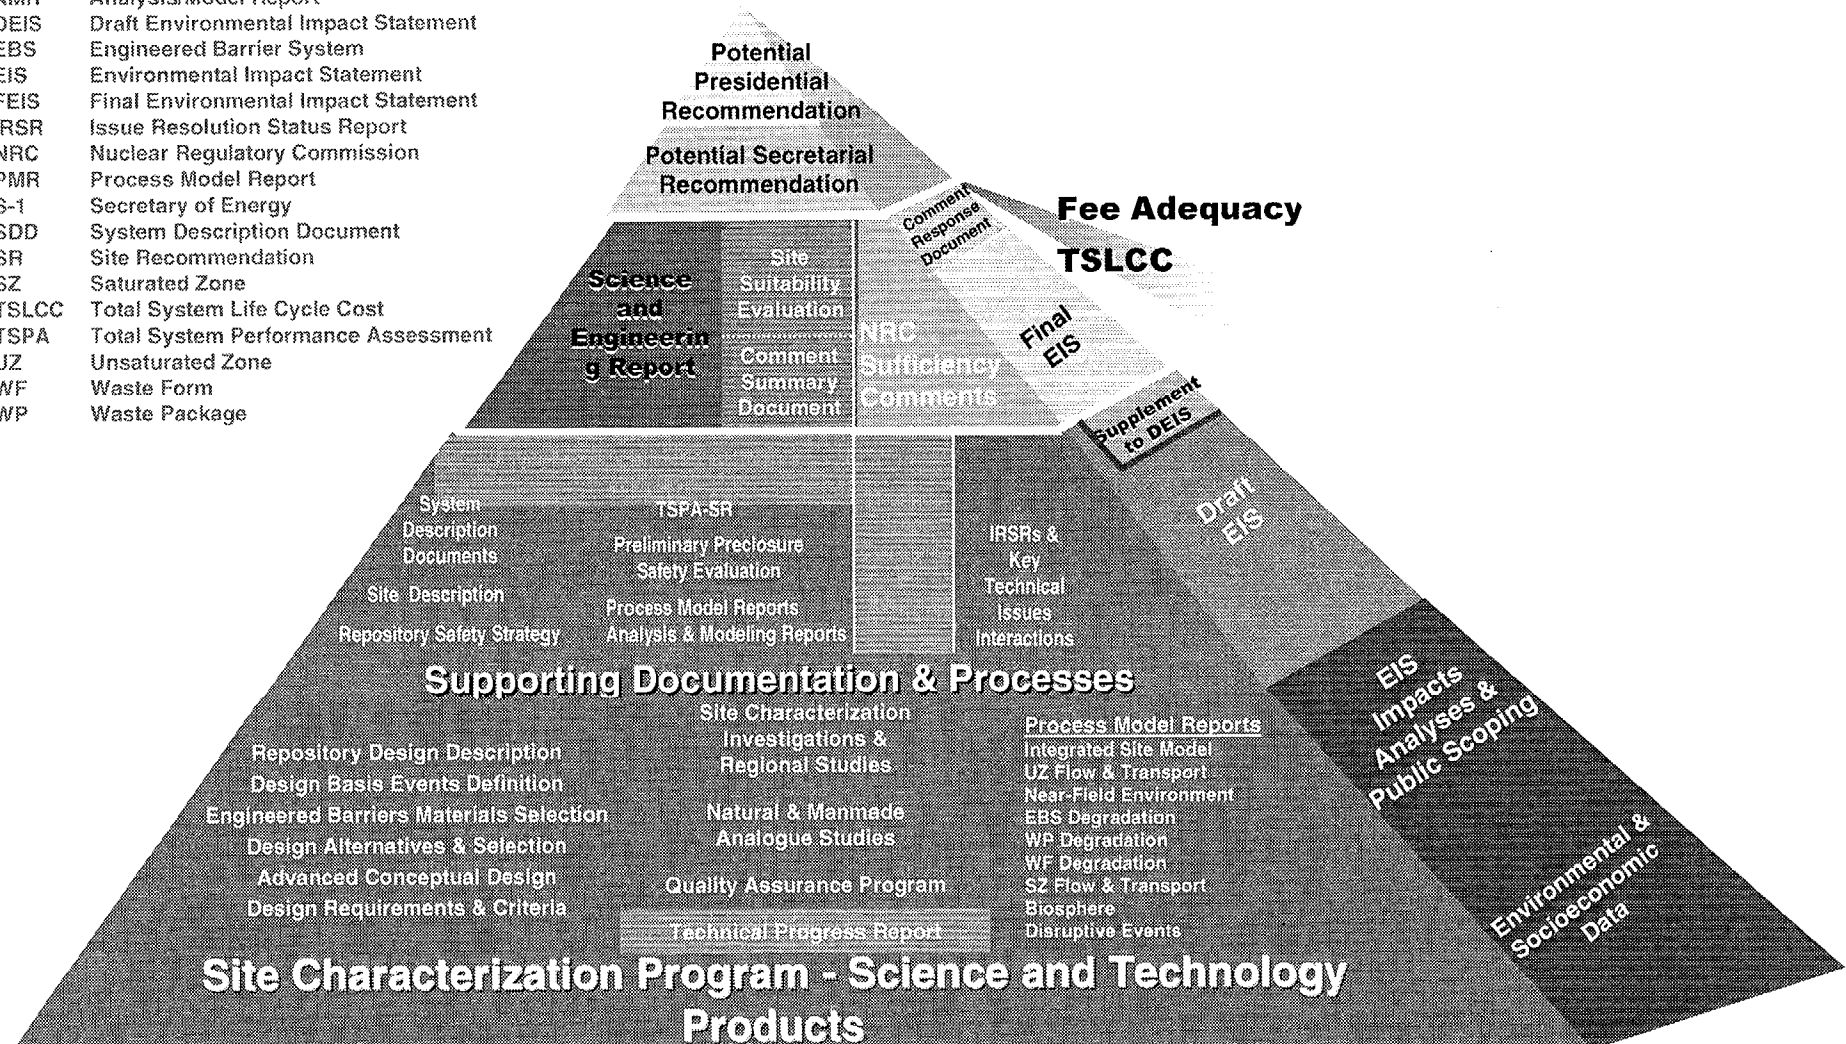 Analysis/Model Report
DEIS Draft Environmental Impact Statement
EBS Engineered Barrier System
EIS Environmental Impact Statement
FEIS Final Environmental Impact Statement
IRSR Issue Resolution Status Report
NRC Nuclear Regulatory Commission
PMR Process Model Report
S-1 Secretary of Energy
SDD System Description Document
SR Site Recommendation
SZ Saturated Zone
TSLCC Total System Life Cycle Cost
TSPA Total System Performance Assessment
UZ Unsaturated Zone
WF Waste Form
WP Waste Package
Potential
Presidential
Recommendation
Potential Secretarial
Recommendation
Fee Adequacy
TSLCC
Comment
Response
Document
Science
and
Engineerin
g Report
Site
Suitability
Evaluation
Comment
Summary
Document
NRC
Sufficiency
Comments
Final
EIS
Supplement
to DEIS
Draft
EIS
System
Description
Documents
Site Description
Repository Safety Strategy
TSPA-SR
Preliminary Preclosure
Safety Evaluation
Process Model Reports
Analysis & Modeling Reports
IRSRs &
Key
Technical
Issues
Interactions
Supporting Documentation & Processes
EIS
Impacts
Analyses &
Public Scoping
Repository Design Description
Design Basis Events Definition
Engineered Barriers Materials Selection
Design Alternatives & Selection
Advanced Conceptual Design
Design Requirements & Criteria
Site Characterization
Investigations &
Regional Studies
Natural & Manmade
Analogue Studies
Quality Assurance Program
Technical Progress Report
Process Model Reports
Integrated Site Model
UZ Flow & Transport
Near-Field Environment
EBS Degradation
WP Degradation
WF Degradation
SZ Flow & Transport
Biosphere
Disruptive Events
Environmental &
Socioeconomic
Data
Site Characterization Program - Science and Technology
Products